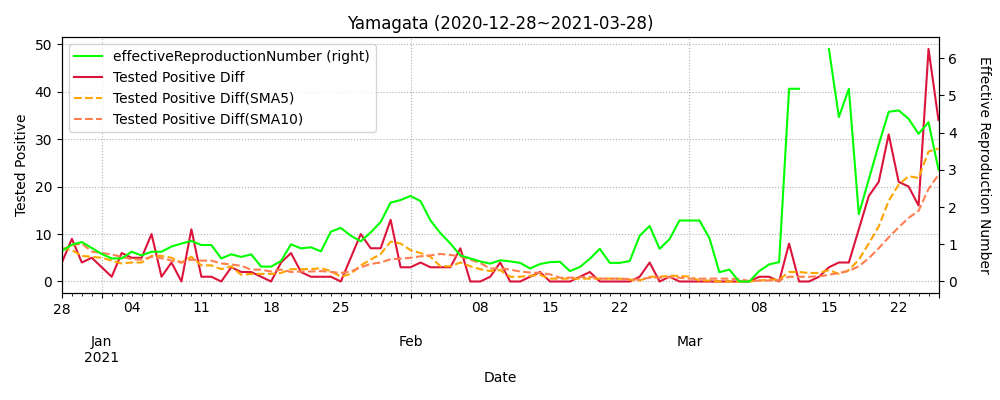 Yamagata (2020-12-28~2021-03-28)
effectiveReproductionNumber (right)
Tested Positive Diff
Tested Positive Diff(SMA5)
Tested Positive Diff(SMA10)
Tested Positive
50
40
30
20
10
0
Effective Reproduction Number
6
5
4
3
2
1
0
28 04 11 18 25 08 15 22 08 15 22
Jan Feb Mar
2021
Date